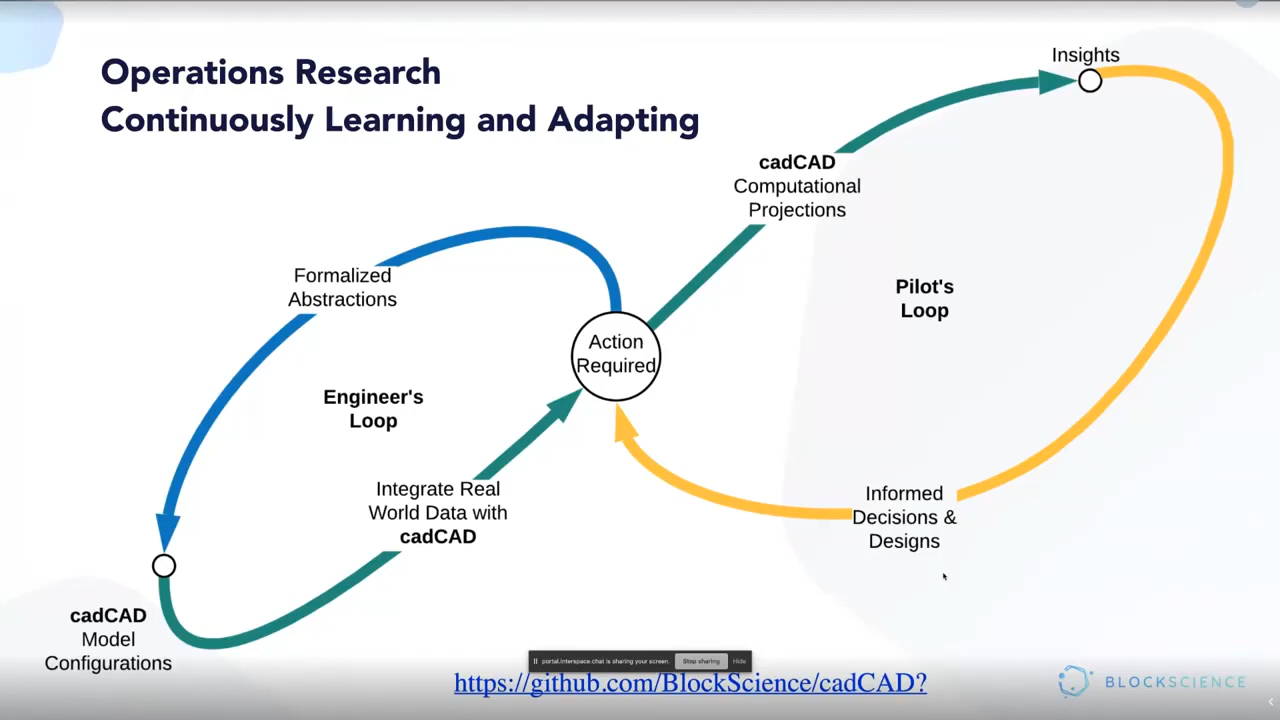 Operations Research
Continuously Learning and Adapting
Insights
cadCAD
Computational
Projections
Formalized
Abstractions
Pilot's
Loop
Action
Required
Engineer's
Loop
Integrate Real
World Data with
cadCAD
Informed
Decisions &
Designs
cadCAD
Model
Configurations
portal.interspace.chat is sharing your screen.
Stop sharing
Hide
https://github.com/BlockScience/cadCAD?
BLOCKSCIENCE